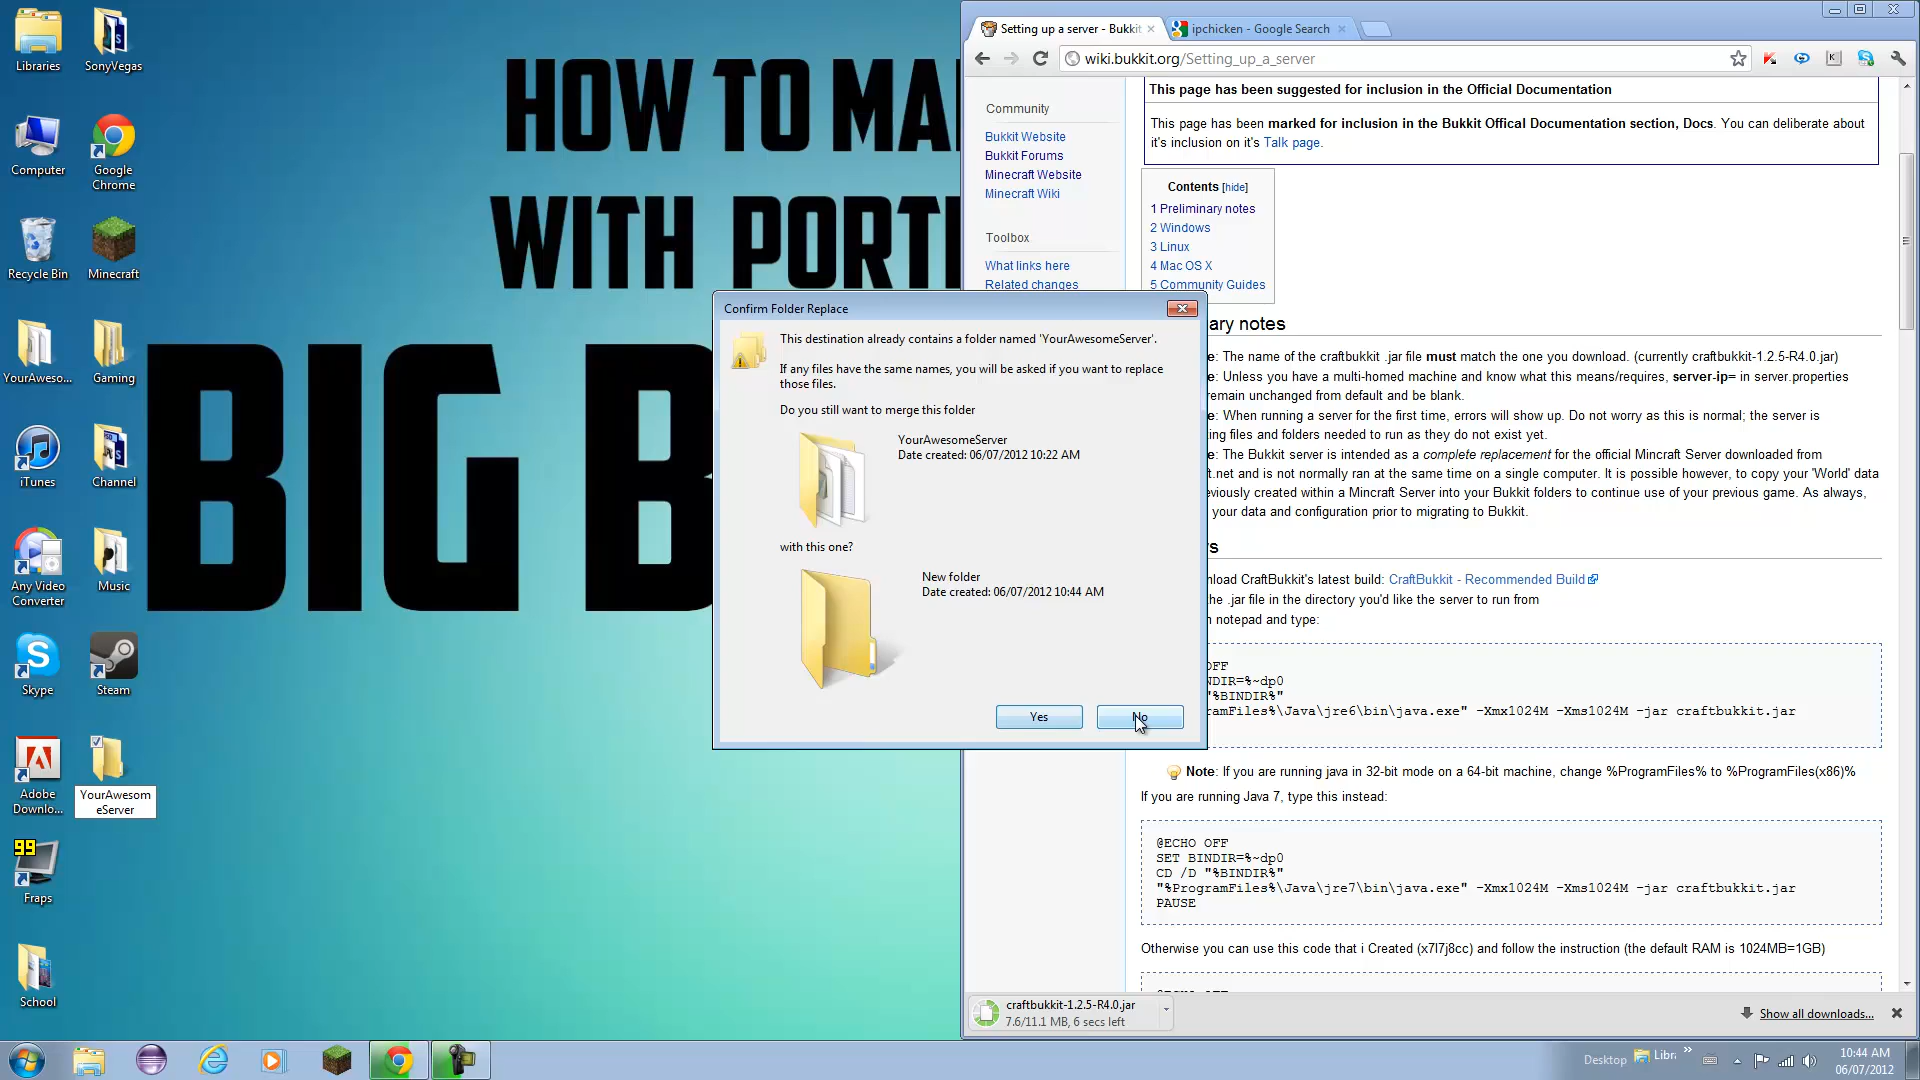 Libraries
SonyVegas
Computer
Google
Chrome
Recycle Bin
Minecraft
YourAweso...
Gaming
iTunes
Channel
Any Video
Converter
Music
Skype
Steam
Adobe
Downlo...
YourAwesom
eServer
99
Fraps
School
HOW TO MA
WITH PORT
BIG B
Setting up a server - Bukkit
ipchicken - Google Search
wiki.bukkit.org/Setting_up_a_server
Community
Bukkit Website
Bukkit Forums
Minecraft Website
Minecraft Wiki
Toolbox
What links here
Related changes
This page has been suggested for inclusion in the Official Documentation
This page has been marked for inclusion in the Bukkit Offical Documentation section, Docs. You can deliberate about
it's inclusion on it's Talk page.
Contents [hide]
1 Preliminary notes
2 Windows
3 Linux
4 Mac OS X
5 Community Guides
ary notes
e: The name of the craftbukkit .jar file must match the one you download. (currently craftbukkit-1.2.5-R4.0.jar)
e: Unless you have a multi-homed machine and know what this means/requires, server-ip= in server.properties
remain unchanged from default and be blank.
e: When running a server for the first time, errors will show up. Do not worry as this is normal; the server is
ing files and folders needed to run as they do not exist yet.
e: The Bukkit server is intended as a complete replacement for the official Mincraft Server downloaded from
ft.net and is not normally ran at the same time on a single computer. It is possible however, to copy your 'World' data
viously created within a Mincraft Server into your Bukkit folders to continue use of your previous game. As always,
your data and configuration prior to migrating to Bukkit.
s
nload CraftBukkit's latest build: CraftBukkit - Recommended Build
the .jar file in the directory you'd like the server to run from
n notepad and type:
OFF
NDIR=%~dp0
"%BINDIR%"
gramFiles%\Java\jre6\bin\java.exe" -Xmx1024M -Xms1024M -jar craftbukkit.jar
Note: If you are running java in 32-bit mode on a 64-bit machine, change %ProgramFiles% to %ProgramFiles(x86)%
If you are running Java 7, type this instead:
@ECHO OFF
SET BINDIR=%~dp0
CD /D "%BINDIR%"
"%ProgramFiles%\Java\jre7\bin\java.exe" -Xmx1024M -Xms1024M -jar craftbukkit.jar
PAUSE
Otherwise you can use this code that i Created (x7l7j8cc) and follow the instruction (the default RAM is 1024MB=1GB)
Confirm Folder Replace
This destination already contains a folder named 'YourAwesomeServer'.
If any files have the same names, you will be asked if you want to replace
those files.
Do you still want to merge this folder
YourAwesomeServer
Date created: 06/07/2012 10:22 AM
with this one?
New folder
Date created: 06/07/2012 10:44 AM
Yes
No
craftbukkit-1.2.5-R4.0.jar
7.6/11.1 MB, 6 secs left
Show all downloads...
Desktop
Libra
10:44 AM
06/07/2012